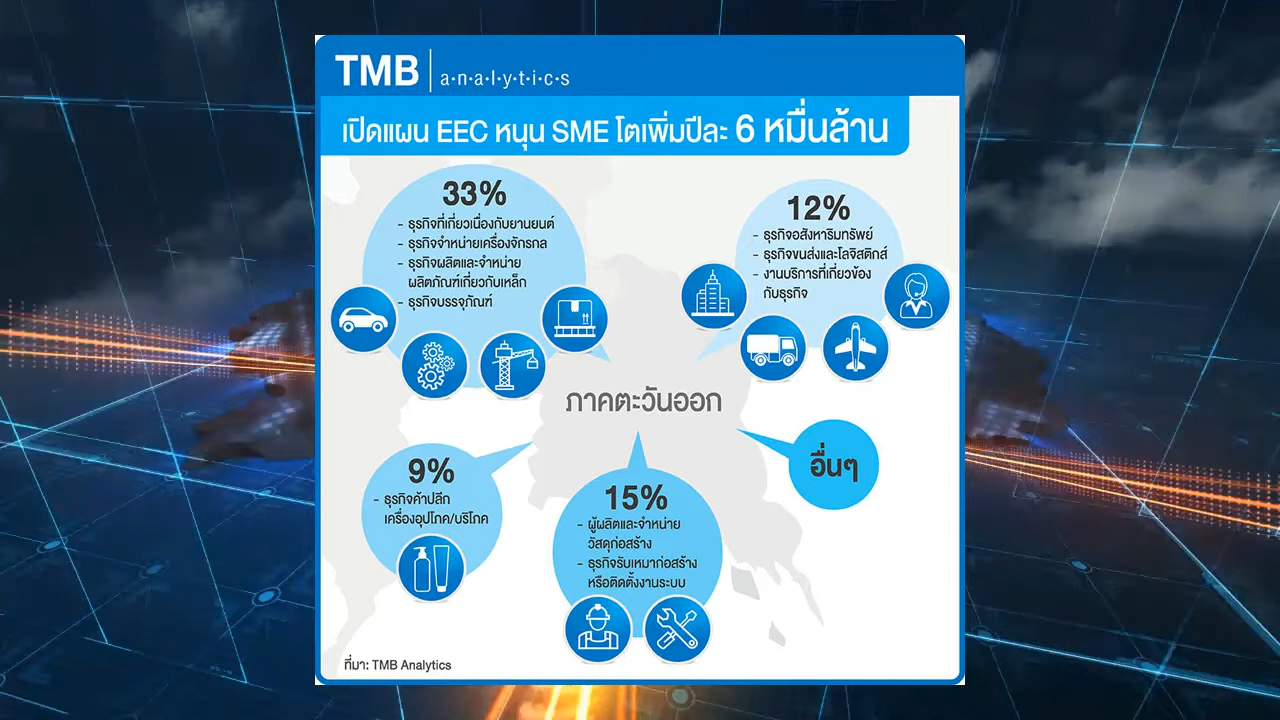 TMB a·n·a·l·y·t·i·c·s
เปิดแผน EEC หนุน SME โตเพิ่มปีละ 6 หมื่นล้าน
33%
- ธุรกิจที่เกี่ยวเนื่องกับยานยนต์
- ธุรกิจจำหน่ายเครื่องจักรกล
- ธุรกิจผลิตและจำหน่าย
ผลิตภัณฑ์เกี่ยวกับเหล็ก
- ธุรกิจบรรจุภัณฑ์
12%
- ธุรกิจอสังหาริมทรัพย์
- ธุรกิจขนส่งและโลจิสติกส์
- งานบริการที่เกี่ยวข้อง
กับธุรกิจ
ภาคตะวันออก
9%
- ธุรกิจค้าปลีก
เครื่องอุปโภค/บริโภค
15%
- ผู้ผลิตและจำหน่าย
วัสดุก่อสร้าง
- ธุรกิจรับเหมาก่อสร้าง
หรือติดตั้งงานระบบ
อื่นๆ
ที่มา: TMB Analytics